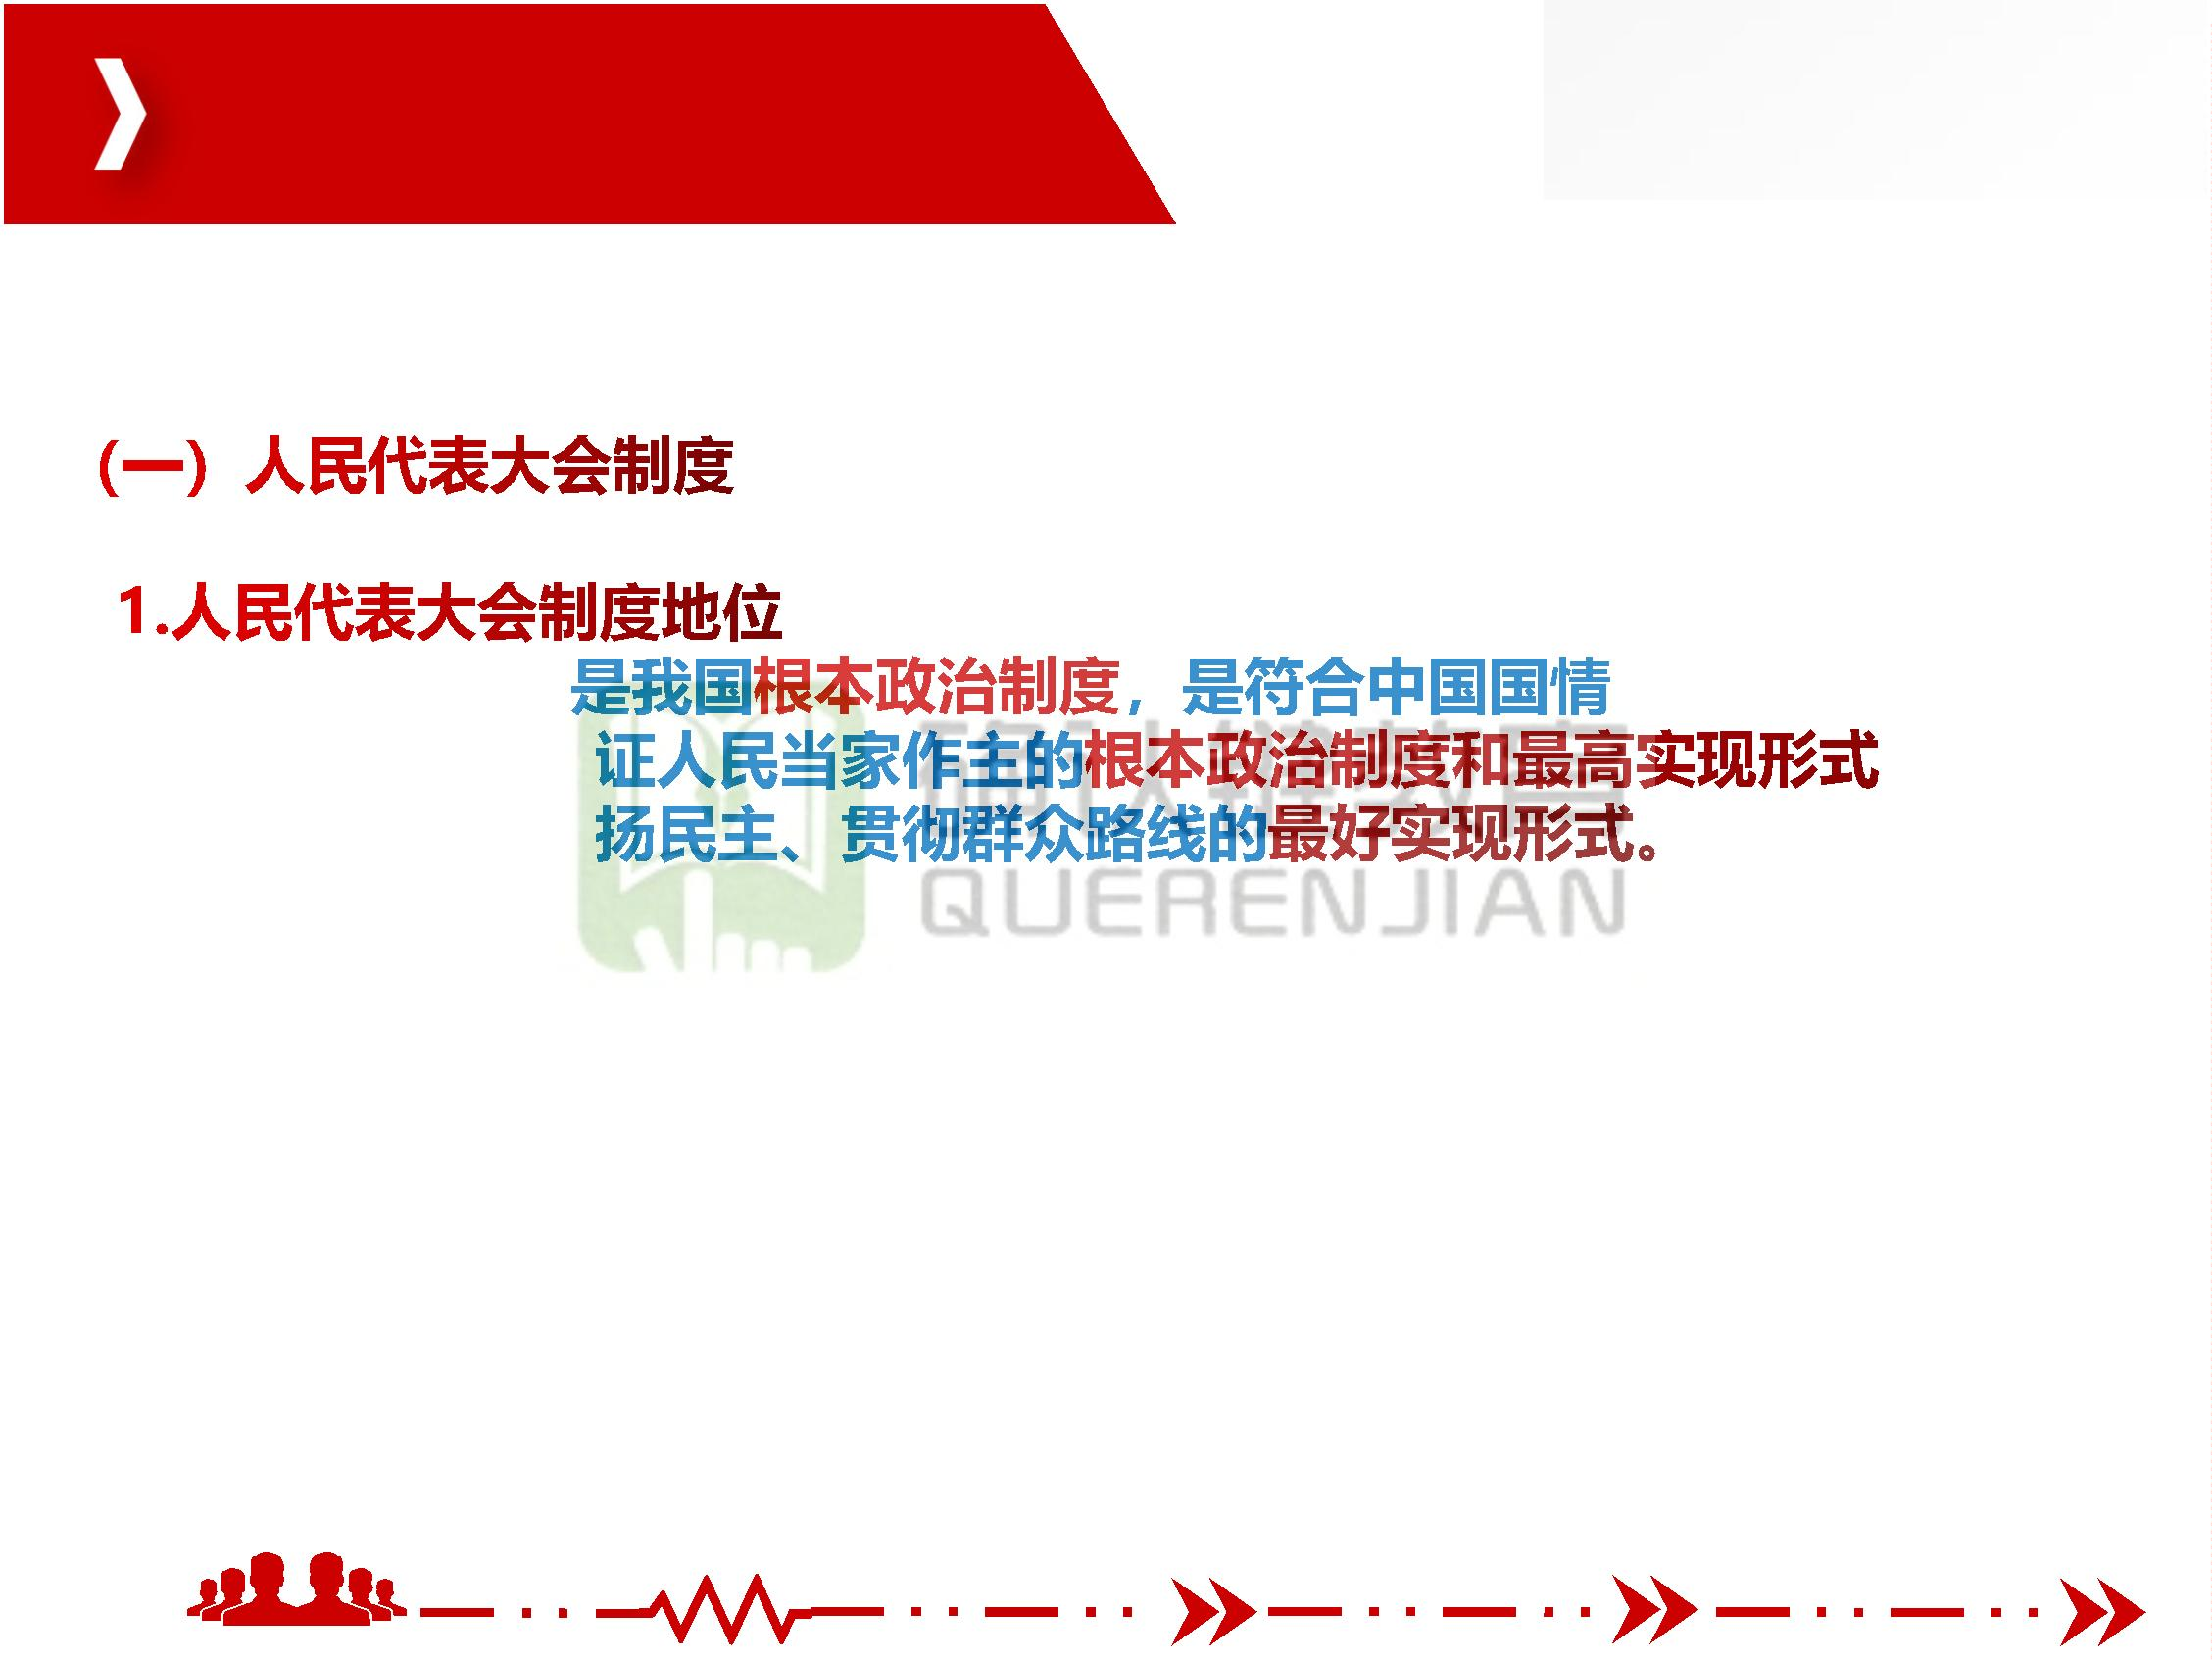 (一）人民代表大会制度
1.人民代表大会制度地位
是我国根本政治制度，是符合中国国情
证人民当家作主的根本政治制度和最高实现形式
扬民主、贯彻群众路线的最好实现形式。
QUERENJIAN